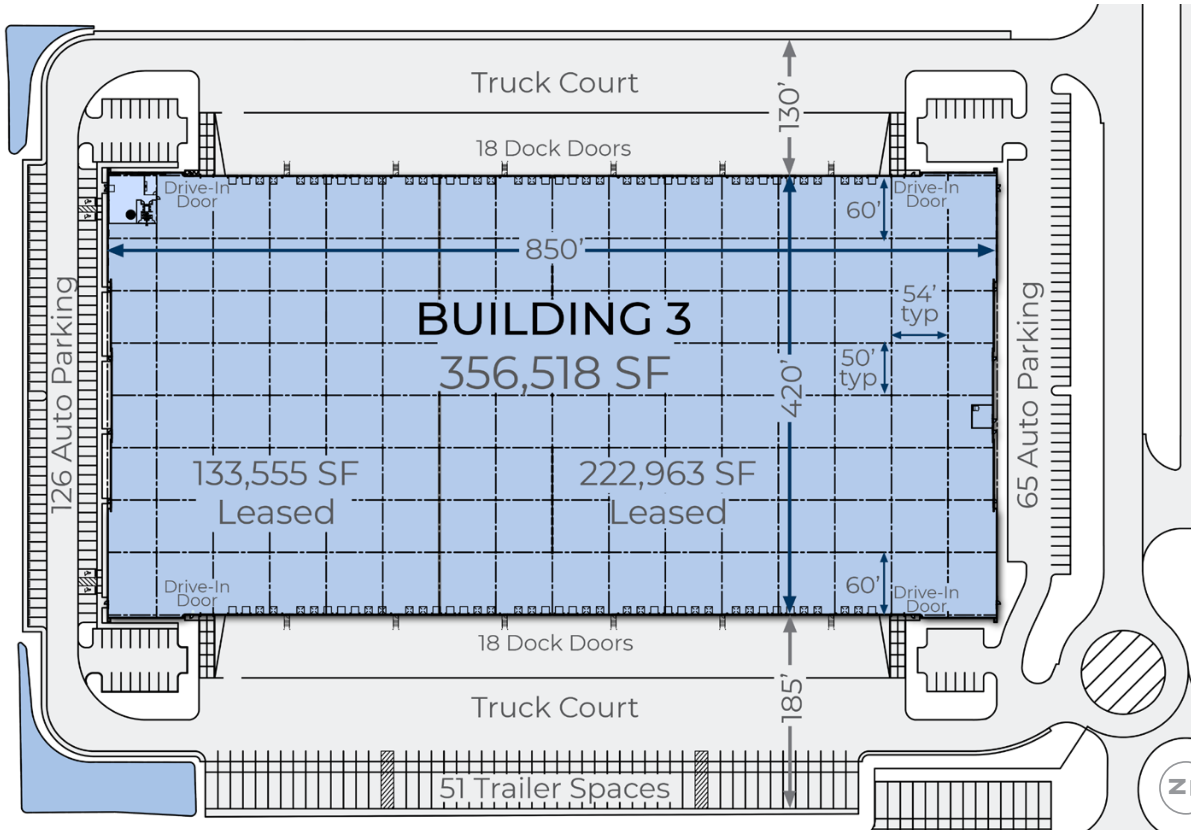 Truck Court
130’
18 Dock Doors
Drive-In
Door
Drive-In
Door
60’
850’
54’
typ
BUILDING 3
356,518 SF
50’
typ
420’
126 Auto Parking
65 Auto Parking
133,555 SF
Leased
222,963 SF
Leased
Drive-In
Door
60’
Drive-In
Door
18 Dock Doors
185’
Truck Court
51 Trailer Spaces